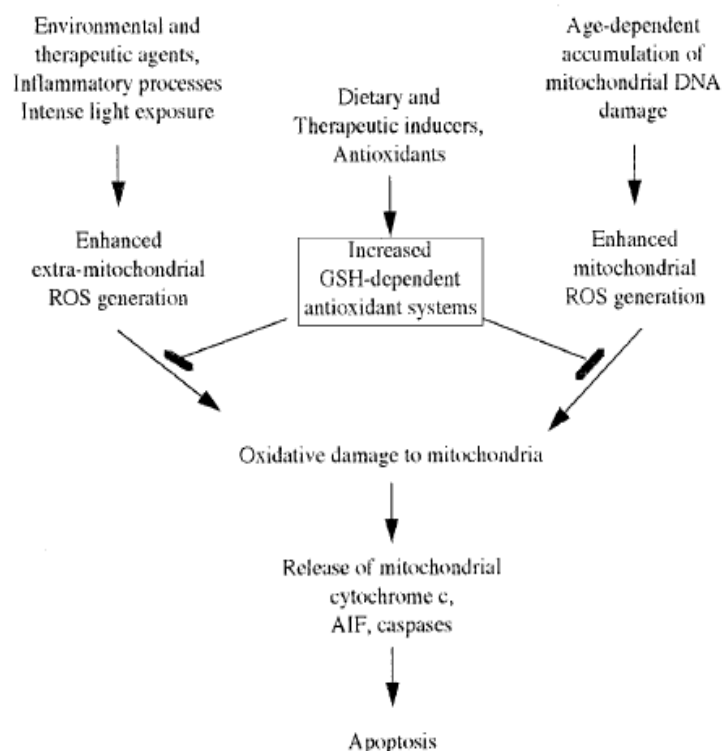 Environmental and
therapeutic agents,
Inflammatory processes
Intense light exposure
Dietary and
Therapeutic inducers,
Antioxidants
Age-dependent
accumulation of
mitochondrial DNA
damage
Enhanced
extra-mitochondrial
ROS generation
Increased
GSH-dependent
antioxidant systems
Enhanced
mitochondrial
ROS generation
Oxidative damage to mitochondria
Release of mitochondrial
cytochrome c,
AIF, caspases
Apoptosis